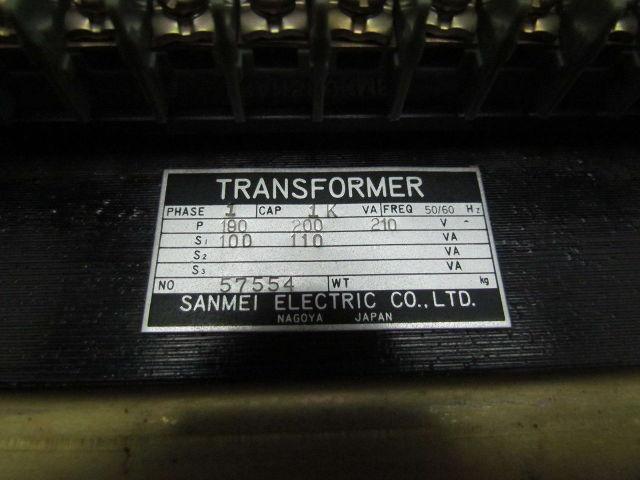 TRANSFORMER
PHASE 1 CAP 1K VA FREQ 50/60 Hz
P 190 200 210 V -
S1 100 110 VA
S2 VA
S3 VA
NO 57554 WT kg
SANMEI ELECTRIC CO.,LTD.
NAGOYA JAPAN